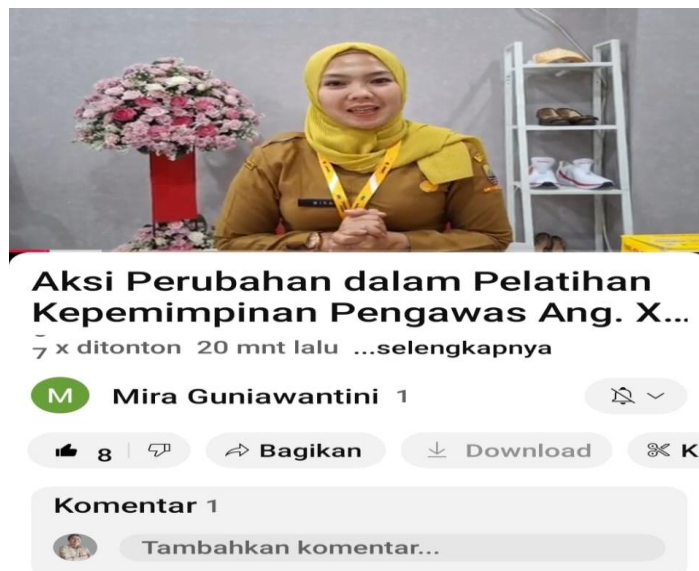 Aksi Perubahan dalam Pelatihan
Kepemimpinan Pengawas Ang. X...
7 x ditonton 20 mnt lalu ...selengkapnya
M Mira Guniawantini 1
8 Bagikan Download K
Komentar 1
Tambahkan komentar...